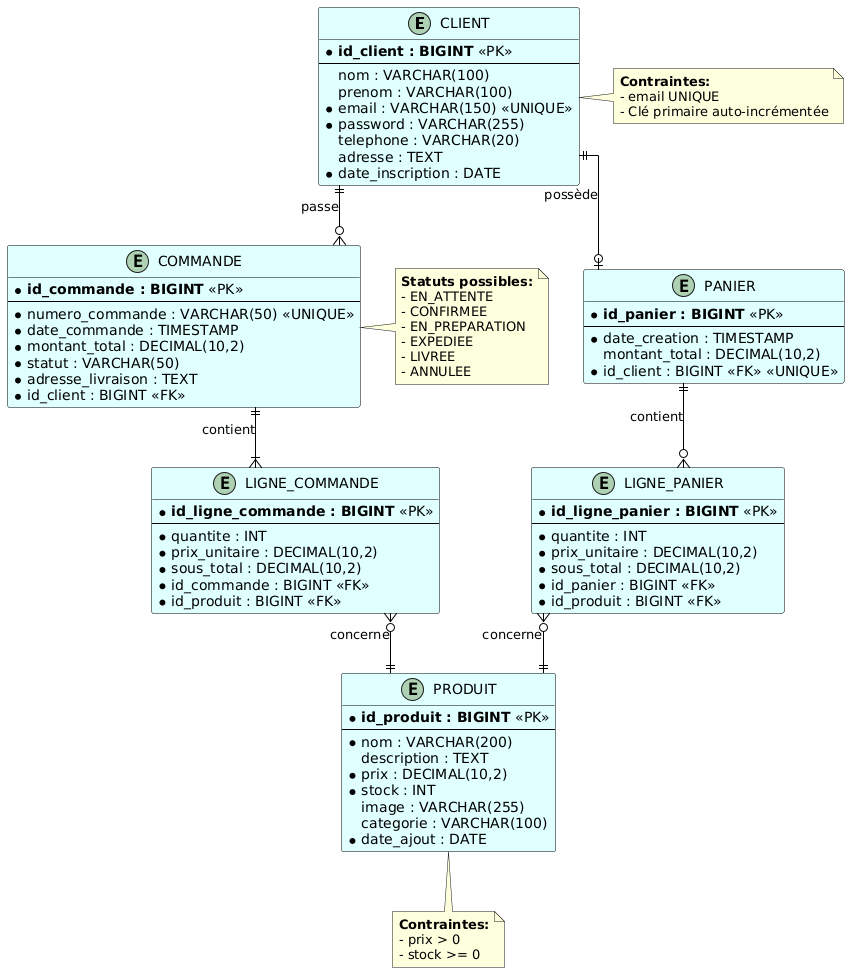 E CLIENT
id_client : BIGINT «PK»
nom : VARCHAR(100)
prenom : VARCHAR(100)
email : VARCHAR(150) «UNIQUE»
password : VARCHAR(255)
telephone : VARCHAR(20)
adresse : TEXT
date_inscription : DATE
Contraintes:
- email UNIQUE
- Clé primaire auto-incrémentée
passe
possède
E COMMANDE
id_commande : BIGINT «PK»
numero_commande : VARCHAR(50) «UNIQUE»
date_commande : TIMESTAMP
montant_total : DECIMAL(10,2)
statut : VARCHAR(50)
adresse_livraison : TEXT
id_client : BIGINT «FK»
Statuts possibles:
- EN_ATTENTE
- CONFIRMEE
- EN_PREPARATION
- EXPEDIEE
- LIVREE
- ANNULEE
E PANIER
id_panier : BIGINT «PK»
date_creation : TIMESTAMP
montant_total : DECIMAL(10,2)
id_client : BIGINT «FK» «UNIQUE»
contient
contient
E LIGNE_COMMANDE
id_ligne_commande : BIGINT «PK»
quantite : INT
prix_unitaire : DECIMAL(10,2)
sous_total : DECIMAL(10,2)
id_commande : BIGINT «FK»
id_produit : BIGINT «FK»
E LIGNE_PANIER
id_ligne_panier : BIGINT «PK»
quantite : INT
prix_unitaire : DECIMAL(10,2)
sous_total : DECIMAL(10,2)
id_panier : BIGINT «FK»
id_produit : BIGINT «FK»
concerne
concerne
E PRODUIT
id_produit : BIGINT «PK»
nom : VARCHAR(200)
description : TEXT
prix : DECIMAL(10,2)
stock : INT
image : VARCHAR(255)
categorie : VARCHAR(100)
date_ajout : DATE
Contraintes:
- prix > 0
- stock >= 0